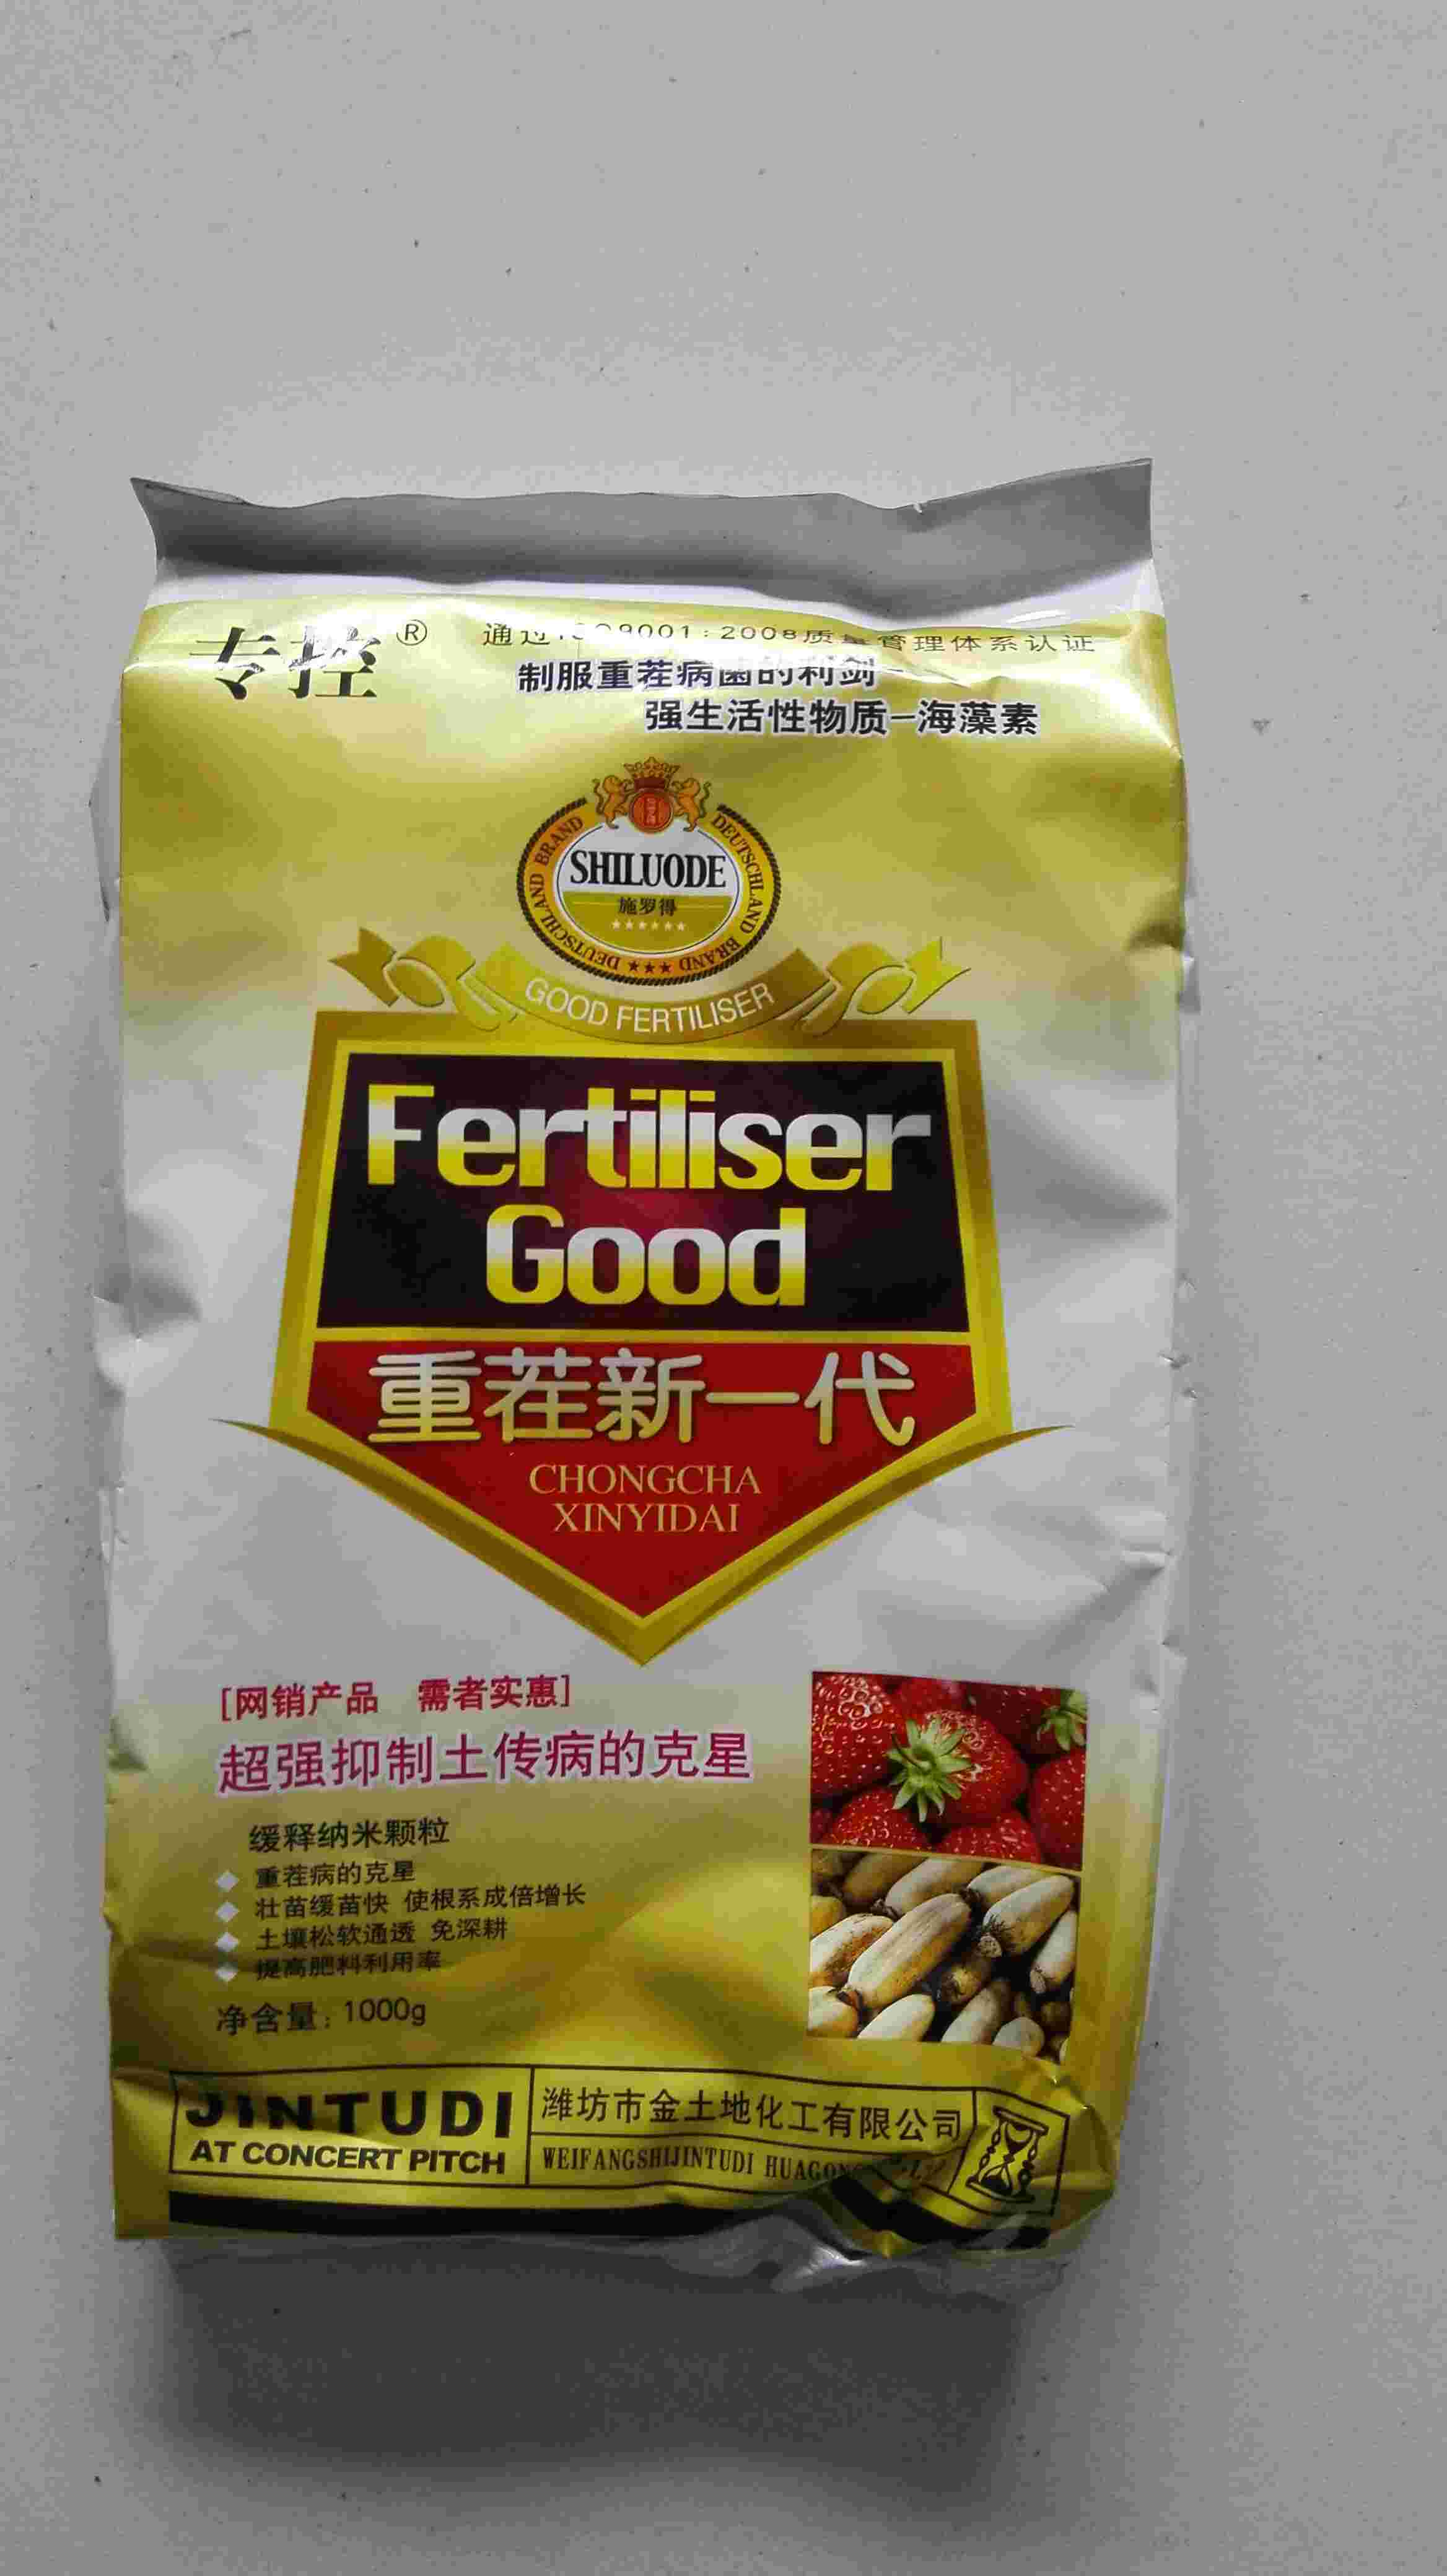 专控®
通过ISO9001:2008质量管理体系认证
制服重茬病菌的利剑
强生活性物质—海藻素
DEUTSCHLAND BRAND
DEUTSCHLAND BRAND
SHILUODE
施罗得
DEUTSCHLAND ★★★ BRAND
GOOD FERTILISER
Fertiliser
Good
重茬新一代
CHONGCHA
XINYIDAI
[网销产品 需者实惠]
超强抑制土传病的克星
缓释纳米颗粒
重茬病的克星
壮苗缓苗快 使根系成倍增长
土壤松软通透 免深耕
提高肥料利用率
净含量：1000g
JINTUDI
AT CONCERT PITCH
潍坊市金土地化工有限公司
WEIFANGSHIJINTUDI